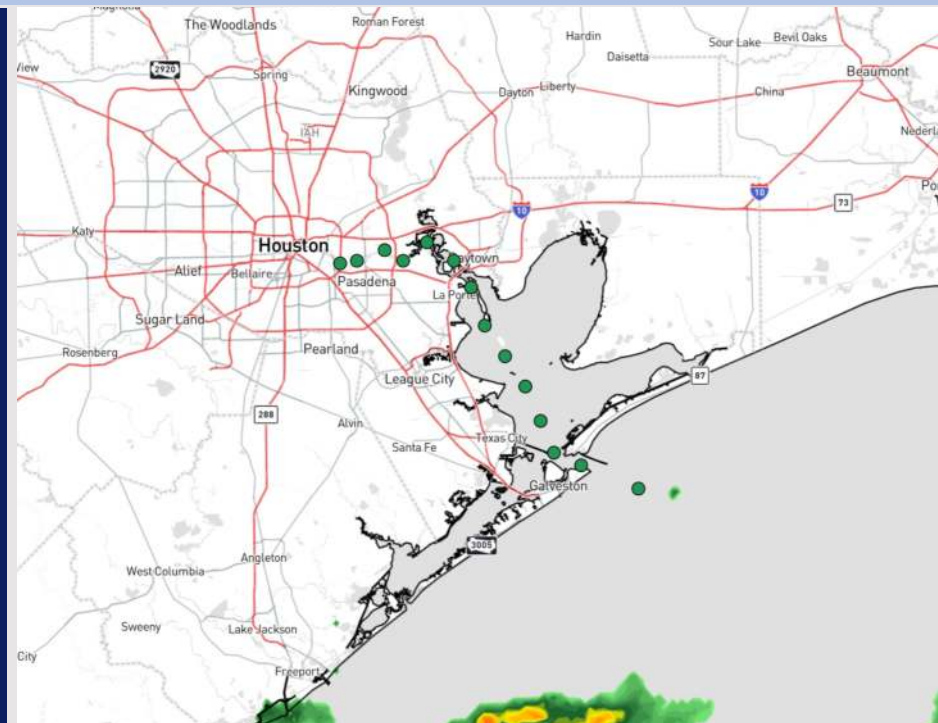 Magnolia
The Woodlands
Roman Forest
Hardin
Sour Lake
Bevil Oaks
Daisetta
2920
View
Spring
Kingwood
Dayton
Liberty
China
Beaumont
IAH
10
10
73
Katy
Houston
Alief
Bellaire
Pasadena
La Porte
Sugar Land
Rosenberg
Pearland
League City
87
288
Alvin
Texas City
Santa Fe
Galveston
3005
Angleton
West Columbia
Sweeny
Lake Jackson
City
Freeport